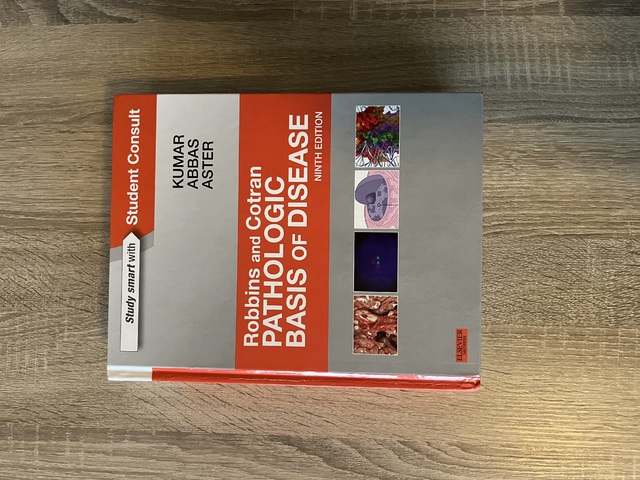 Study smart with Student Consult
KUMAR
ABBAS
ASTER
Robbins and Cotran
PATHOLOGIC
BASIS OF DISEASE
NINTH EDITION
ELSEVIER